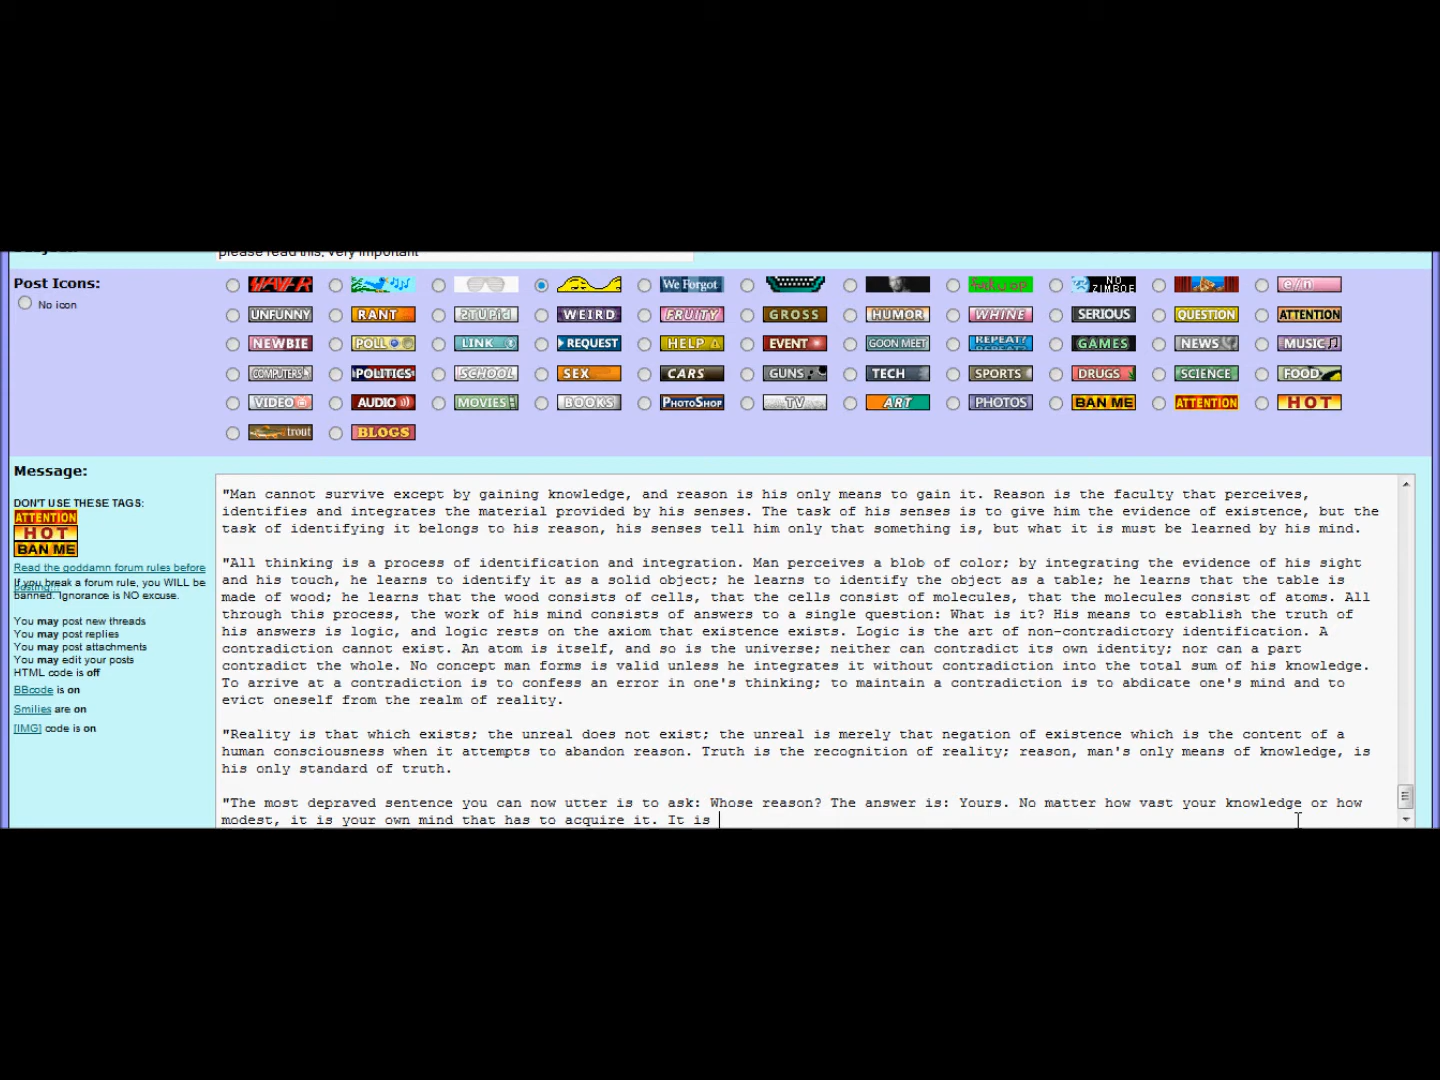 please read this, very important
Post Icons:
No icon
We Forgot
NO ZIMBOE
e/n
UNFUNNY RANT 2TUPid WEIRD FRUITY GROSS HUMOR WHINE SERIOUS QUESTION ATTENTION
NEWBIE POLL LINK REQUEST HELP EVENT GOON MEET REPEAT? GAMES NEWS MUSIC
COMPUTERS POLITICS SCHOOL SEX CARS GUNS TECH SPORTS DRUGS SCIENCE FOOD
VIDEO AUDIO MOVIES BOOKS PHOTOSHOP TV ART PHOTOS BAN ME ATTENTION HOT
trout BLOGS
Message:
DON'T USE THESE TAGS:
ATTENTION
HOT
BAN ME
Read the goddamn forum rules before
posting...
If you break a forum rule, you WILL be
banned. Ignorance is NO excuse.
You may post new threads
You may post replies
You may post attachments
You may edit your posts
HTML code is off
BBcode is on
Smilies are on
[IMG] code is on
"Man cannot survive except by gaining knowledge, and reason is his only means to gain it. Reason is the faculty that perceives,
identifies and integrates the material provided by his senses. The task of his senses is to give him the evidence of existence, but the
task of identifying it belongs to his reason, his senses tell him only that something is, but what it is must be learned by his mind.
"All thinking is a process of identification and integration. Man perceives a blob of color; by integrating the evidence of his sight
and his touch, he learns to identify it as a solid object; he learns to identify the object as a table; he learns that the table is
made of wood; he learns that the wood consists of cells, that the cells consist of molecules, that the molecules consist of atoms. All
through this process, the work of his mind consists of answers to a single question: What is it? His means to establish the truth of
his answers is logic, and logic rests on the axiom that existence exists. Logic is the art of non-contradictory identification. A
contradiction cannot exist. An atom is itself, and so is the universe; neither can contradict its own identity; nor can a part
contradict the whole. No concept man forms is valid unless he integrates it without contradiction into the total sum of his knowledge.
To arrive at a contradiction is to confess an error in one's thinking; to maintain a contradiction is to abdicate one's mind and to
evict oneself from the realm of reality.
"Reality is that which exists; the unreal does not exist; the unreal is merely that negation of existence which is the content of a
human consciousness when it attempts to abandon reason. Truth is the recognition of reality; reason, man's only means of knowledge, is
his only standard of truth.
"The most depraved sentence you can now utter is to ask: Whose reason? The answer is: Yours. No matter how vast your knowledge or how
modest, it is your own mind that has to acquire it. It is